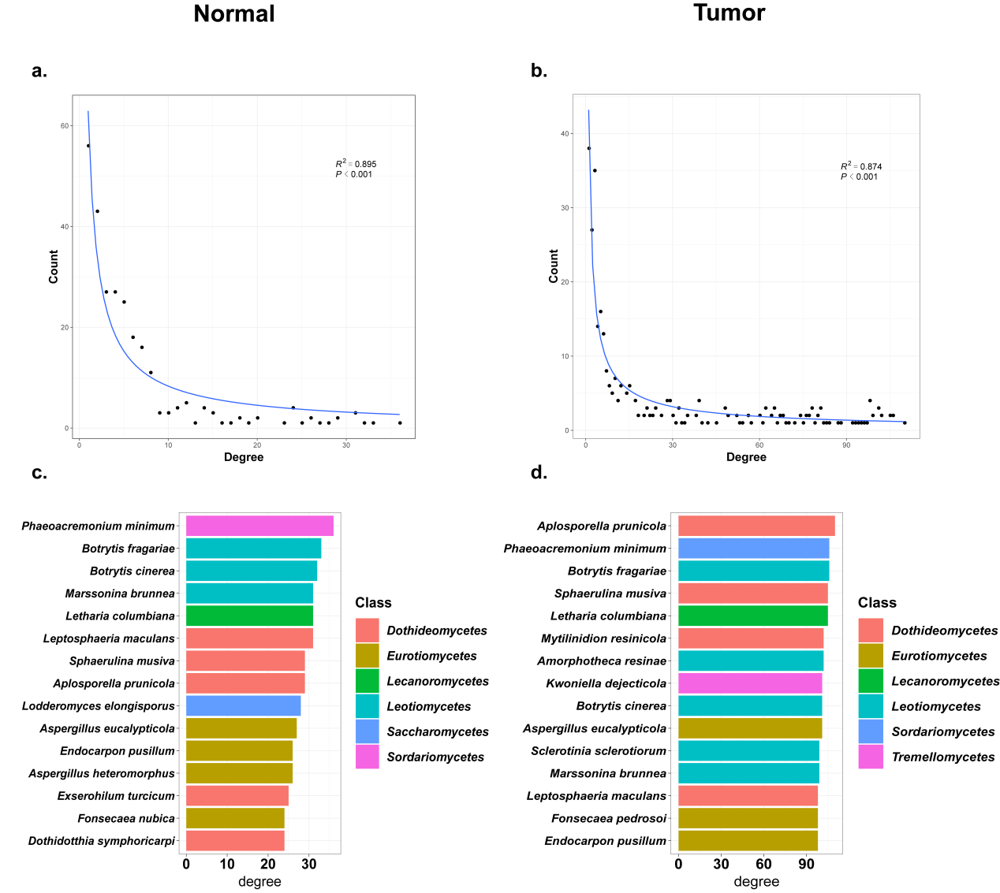 Normal
Tumor
a.
b.
60
40
20
0
0
10
20
30
Count
Degree
R² = 0.895
P < 0.001
40
30
20
10
0
0
30
60
90
Count
Degree
R² = 0.874
P < 0.001
c.
d.
Phaeoacremonium minimum
Botrytis fragariae
Botrytis cinerea
Marssonina brunnea
Letharia columbiana
Leptosphaeria maculans
Sphaerulina musiva
Aplosporella prunicola
Lodderomyces elongisporus
Aspergillus eucalypticola
Endocarpon pusillum
Aspergillus heteromorphus
Exserohilum turcicum
Fonsecaea nubica
Dothidotthia symphoricarpi
0
10
20
30
degree
Class
Dothideomycetes
Eurotiomycetes
Lecanoromycetes
Leotiomycetes
Saccharomycetes
Sordariomycetes
Aplosporella prunicola
Phaeoacremonium minimum
Botrytis fragariae
Sphaerulina musiva
Letharia columbiana
Mytilinidion resinicola
Amorphotheca resinae
Kwoniella dejecticola
Botrytis cinerea
Aspergillus eucalypticola
Sclerotinia sclerotiorum
Marssonina brunnea
Leptosphaeria maculans
Fonsecaea pedrosoi
Endocarpon pusillum
0
30
60
90
degree
Class
Dothideomycetes
Eurotiomycetes
Lecanoromycetes
Leotiomycetes
Sordariomycetes
Tremellomycetes